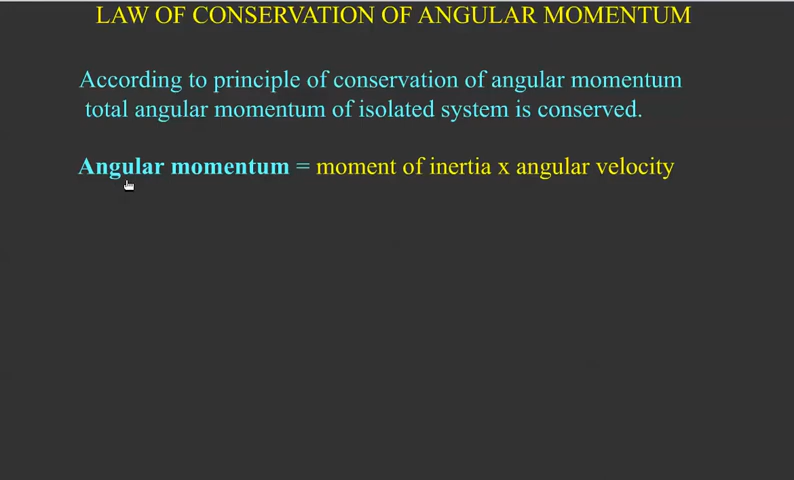 LAW OF CONSERVATION OF ANGULAR MOMENTUM
According to principle of conservation of angular momentum
total angular momentum of isolated system is conserved.
Angular momentum = moment of inertia x angular velocity